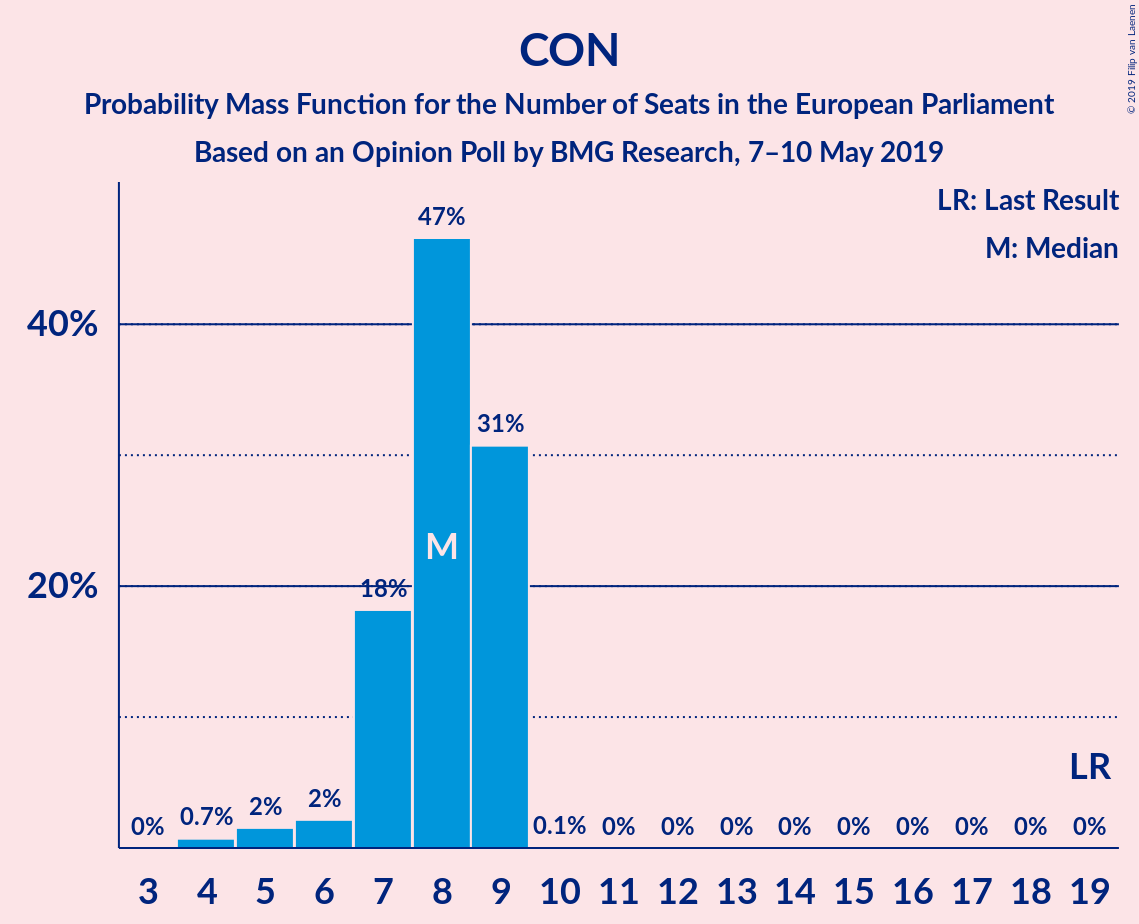 CON
Probability Mass Function for the Number of Seats in the European Parliament
Based on an Opinion Poll by BMG Research, 7–10 May 2019
© 2019 Filip van Laenen
LR: Last Result
M: Median
47%
40%
31%
M
20%
18%
LR
0% 0.7% 2% 2% 0.1% 0% 0% 0% 0% 0% 0% 0% 0% 0%
3 4 5 6 7 8 9 10 11 12 13 14 15 16 17 18 19